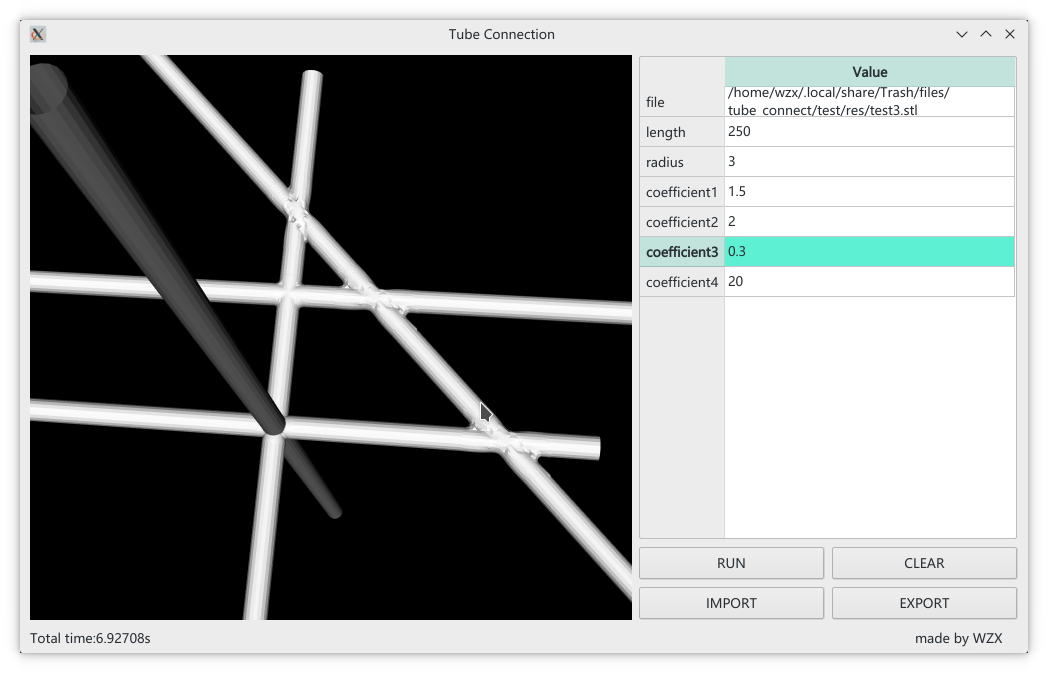 Tube Connection
Value
file
/home/wzx/.local/share/Trash/files/
tube_connect/test/res/test3.stl
length 250
radius 3
coefficient1 1.5
coefficient2 2
coefficient3 0.3
coefficient4 20
RUN CLEAR
IMPORT EXPORT
Total time:6.92708s made by WZX